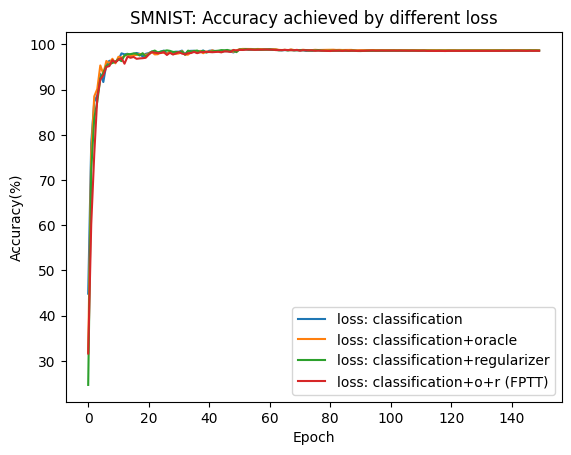 SMNIST: Accuracy achieved by different loss
100
90
80
70
60
50
40
30
Accuracy(%)
loss: classification
loss: classification+oracle
loss: classification+regularizer
loss: classification+o+r (FPTT)
0 20 40 60 80 100 120 140
Epoch